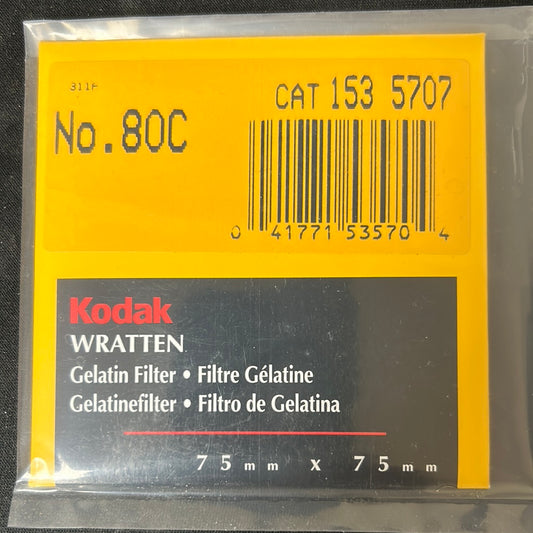 311F
No.80C
CAT 153 5707
0 41771 53570 4
Kodak
WRATTEN
Gelatin Filter • Filtre Gélatine
Gelatinefilter • Filtro de Gelatina
75mm x 75mm